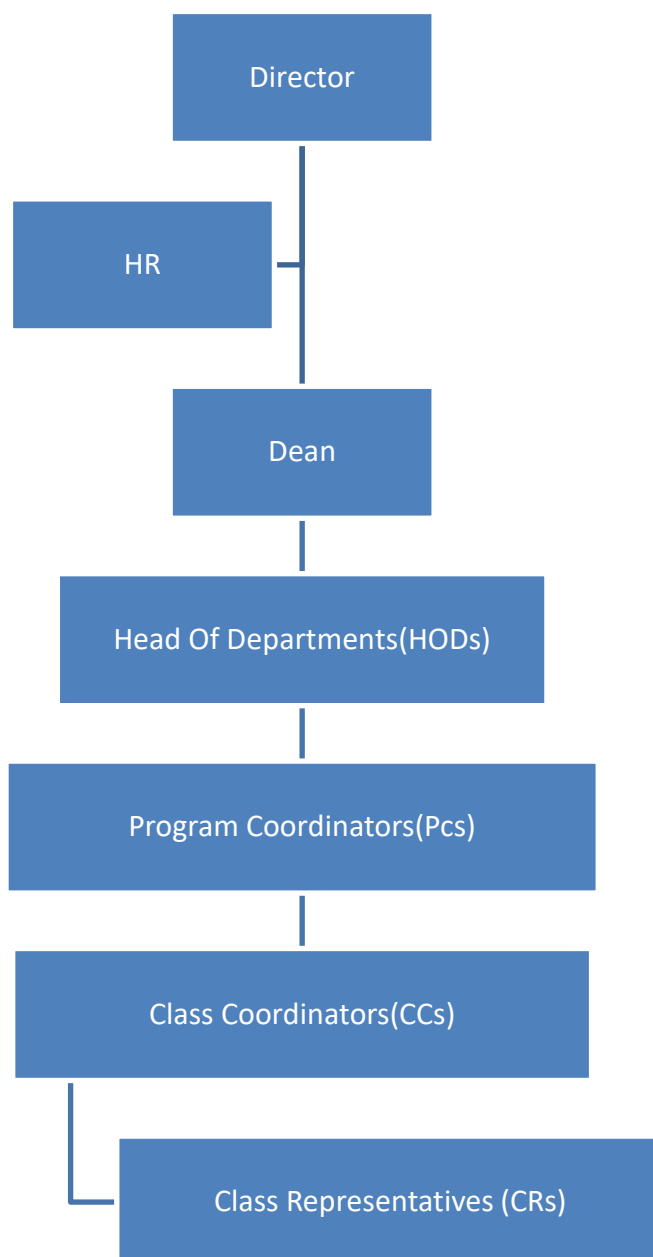 Director
HR
Dean
Head Of Departments(HODs)
Program Coordinators(Pcs)
Class Coordinators(CCs)
Class Representatives (CRs)